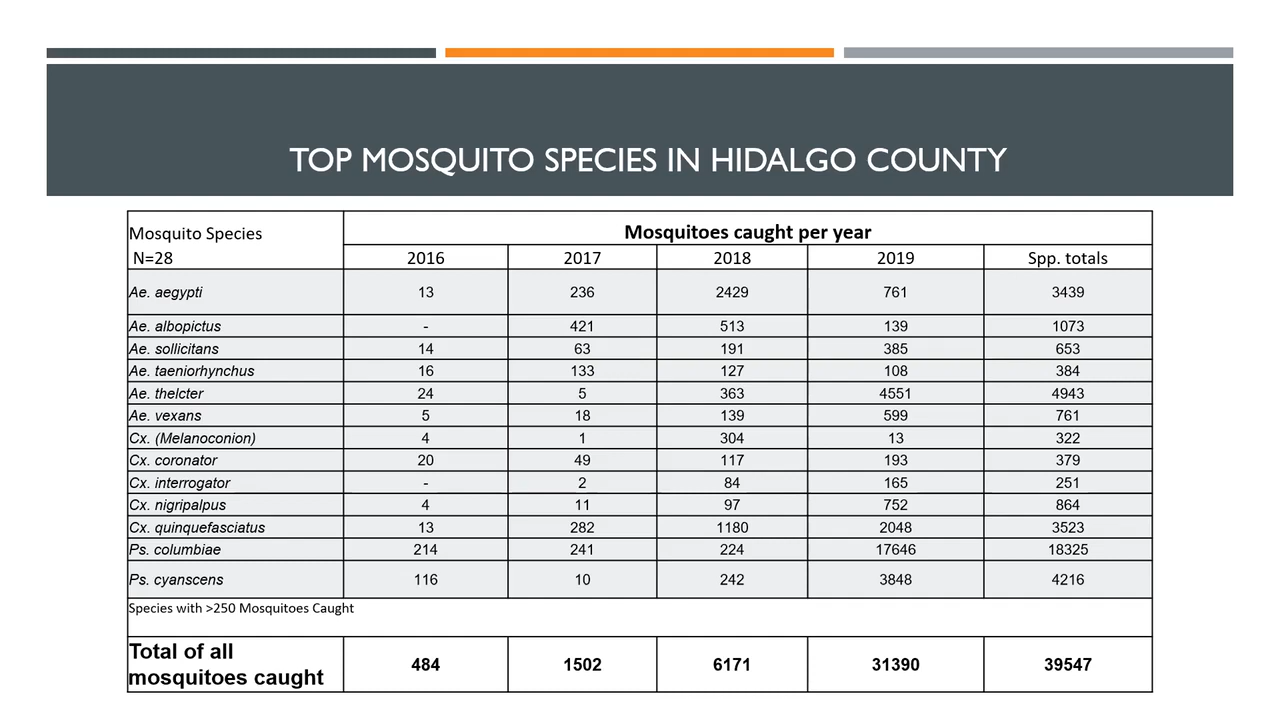 TOP MOSQUITO SPECIES IN HIDALGO COUNTY
Mosquito Species
N=28
Mosquitoes caught per year
2016 2017 2018 2019 Spp. totals
Ae. aegypti 13 236 2429 761 3439
Ae. albopictus - 421 513 139 1073
Ae. sollicitans 14 63 191 385 653
Ae. taeniorhynchus 16 133 127 108 384
Ae. thelcter 24 5 363 4551 4943
Ae. vexans 5 18 139 599 761
Cx. (Melanoconion) 4 1 304 13 322
Cx. coronator 20 49 117 193 379
Cx. interrogator - 2 84 165 251
Cx. nigripalpus 4 11 97 752 864
Cx. quinquefasciatus 13 282 1180 2048 3523
Ps. columbiae 214 241 224 17646 18325
Ps. cyanscens 116 10 242 3848 4216
Species with >250 Mosquitoes Caught
Total of all
mosquitoes caught 484 1502 6171 31390 39547